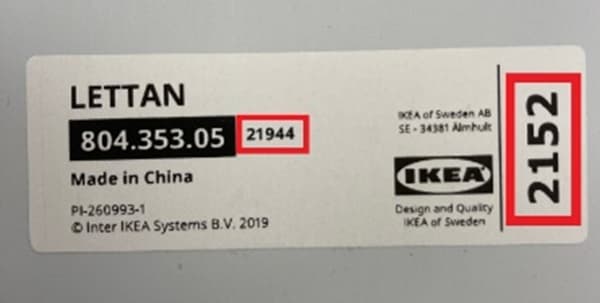 LETTAN
804.353.05 21944
Made in China
PI-260993-1
© Inter IKEA Systems B.V. 2019
IKEA of Sweden AB
SE - 34381 Älmhult
IKEA
Design and Quality
IKEA of Sweden
2152